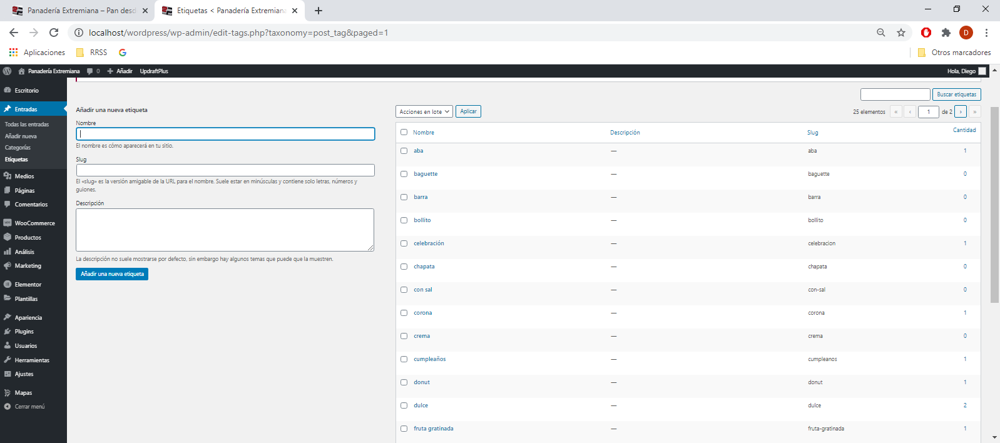 Panadería Extremiana – Pan desd
Etiquetas < Panadería Extremiana
localhost/wordpress/wp-admin/edit-tags.php?taxonomy=post_tag&paged=1
D
Aplicaciones RRSS Otros marcadores
Panadería Extremiana 0 Añadir UpdraftPlus Hola, Diego
Escritorio
Entradas
Todas las entradas
Añadir nueva
Categorías
Etiquetas
Medios
Páginas
Comentarios
WooCommerce
Productos
Análisis
Marketing
Elementor
Plantillas
Apariencia
Plugins
Usuarios
Herramientas
Ajustes
Mapas
Cerrar menú
Añadir una nueva etiqueta
Nombre
El nombre es cómo aparecerá en tu sitio.
Slug
El «slug» es la versión amigable de la URL para el nombre. Suele estar en minúsculas y contiene solo letras, números y
guiones.
Descripción
La descripción no suele mostrarse por defecto, sin embargo hay algunos temas que puede que la muestren.
Añadir una nueva etiqueta
Buscar etiquetas
Acciones en lote Aplicar 25 elementos « ‹ 1 de 2 › »
Nombre Descripción Slug Cantidad
aba — aba 1
baguette — baguette 0
barra — barra 0
bollito — bollito 0
celebración — celebracion 1
chapata — chapata 0
con sal — con-sal 0
corona — corona 1
crema — crema 0
cumpleaños — cumpleanos 1
donut — donut 1
dulce — dulce 2
fruta gratinada — fruta-gratinada 1